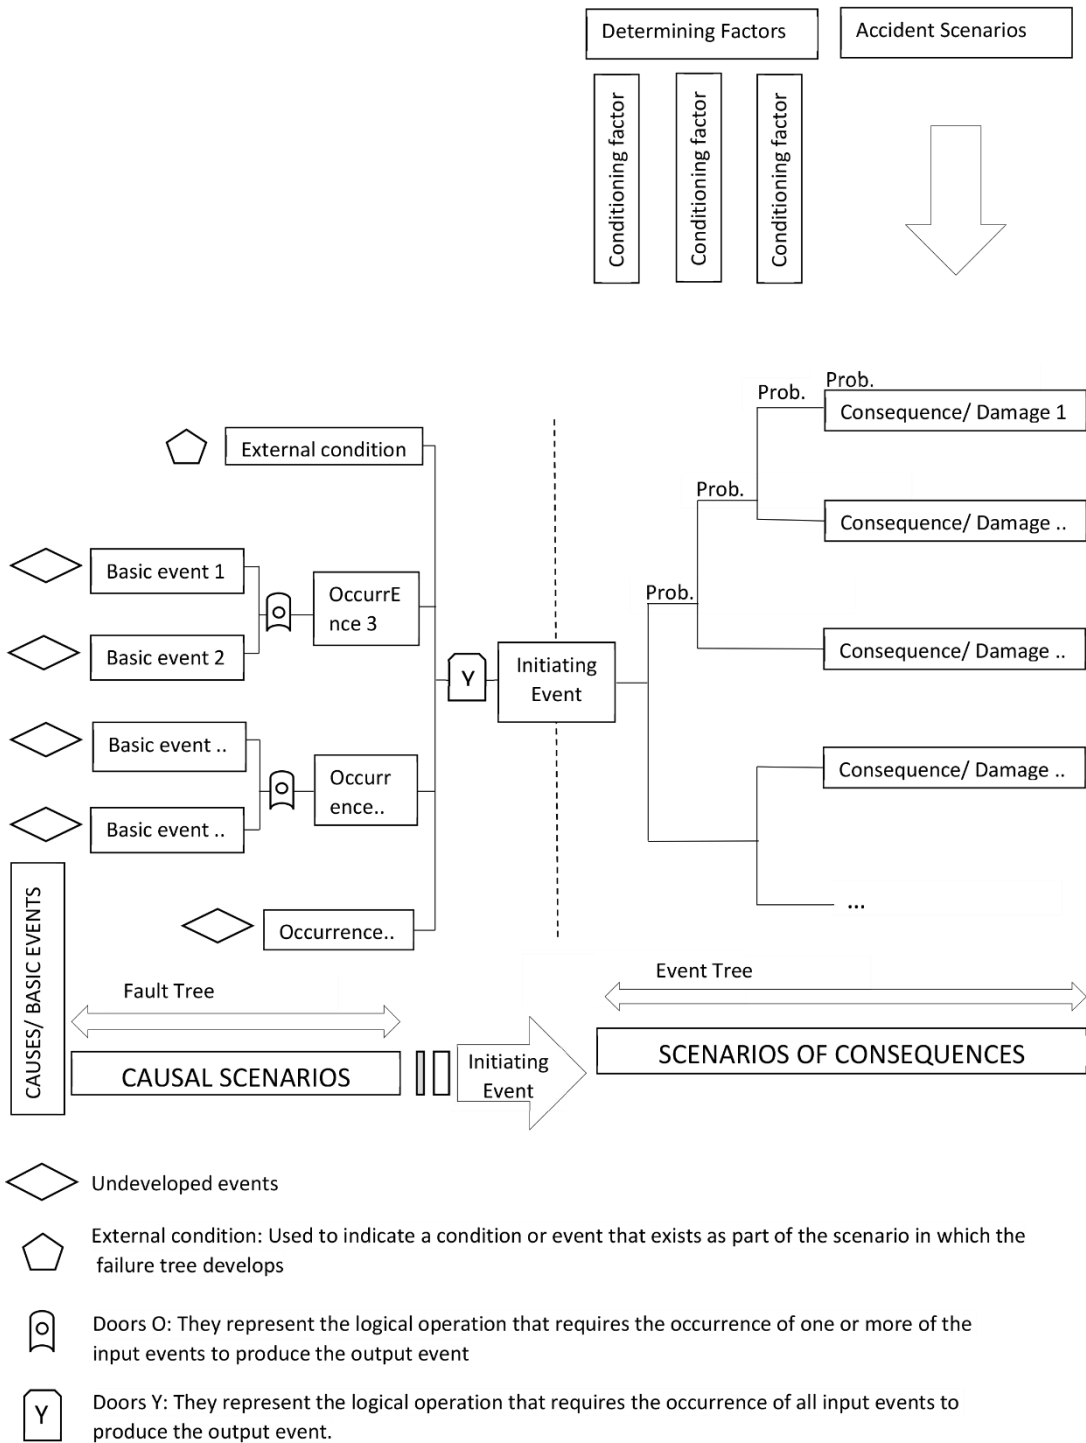 Determining Factors
Accident Scenarios
Conditioning factor
Conditioning factor
Conditioning factor
Prob.
Prob.
Consequence/ Damage 1
External condition
Prob.
Consequence/ Damage ..
Basic event 1
OccurrE
nce 3
Prob.
Basic event 2
Y
Initiating
Event
Consequence/ Damage ..
O
Basic event ..
Occurr
ence..
Consequence/ Damage ..
O
Basic event ..
...
Occurrence..
CAUSES/ BASIC EVENTS
Fault Tree
Event Tree
CAUSAL SCENARIOS
Initiating
Event
SCENARIOS OF CONSEQUENCES
Undeveloped events
External condition: Used to indicate a condition or event that exists as part of the scenario in which the
failure tree develops
O
Doors O: They represent the logical operation that requires the occurrence of one or more of the
input events to produce the output event
Y
Doors Y: They represent the logical operation that requires the occurrence of all input events to
produce the output event.